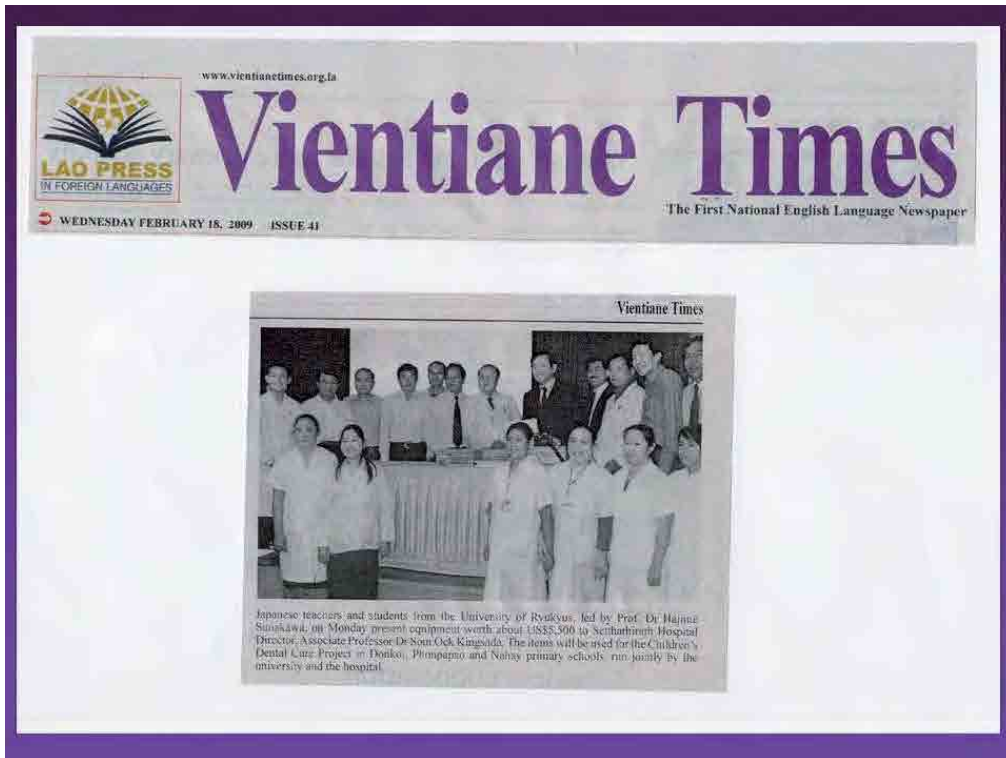 www.vientianetimes.org.la
Vientiane Times
LAO PRESS
IN FOREIGN LANGUAGES
The First National English Language Newspaper
WEDNESDAY FEBRUARY 18, 2009 ISSUE 41
Vientiane Times
Japanese teachers and students from the University of Ryukyus, led by Prof. Dr Hajime
Sunakawa, on Monday present equipment worth about US$5,500 to Setthathirath Hospital
Director, Associate Professor Dr Som Ock Kingsada. The items will be used for the Children's
Dental Care Project in Donkoi, Phonpapao and Nahay primary schools, run jointly by the
university and the hospital.